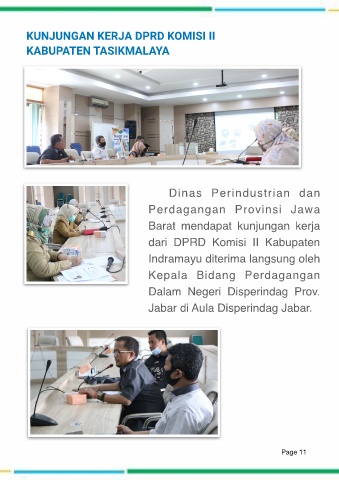 KUNJUNGAN KERJA DPRD KOMISI II
KABUPATEN TASIKMALAYA
Dinas Perindustrian dan
Perdagangan Provinsi Jawa
Barat mendapat kunjungan kerja
dari DPRD Komisi II Kabupaten
Indramayu diterima langsung oleh
Kepala Bidang Perdagangan
Dalam Negeri Disperindag Prov.
Jabar di Aula Disperindag Jabar.
Page 11